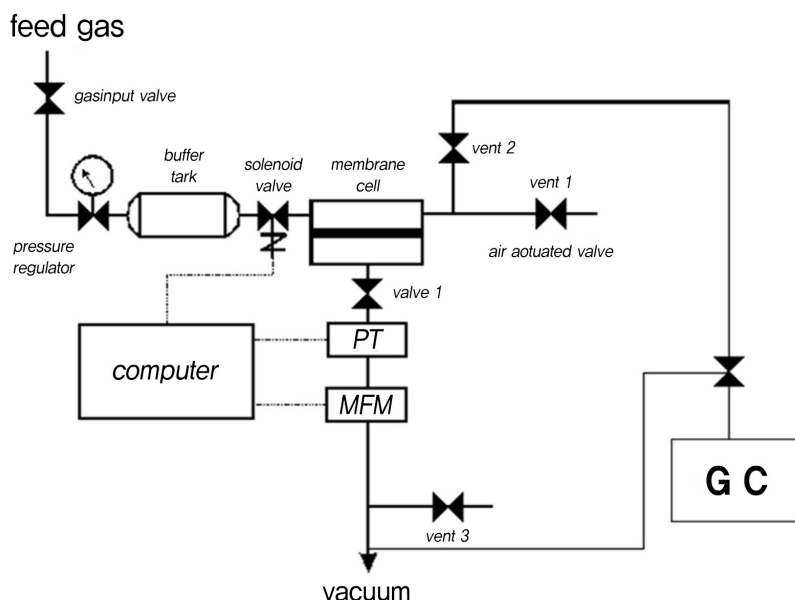 feed gas
gasinput valve
buffer
tark
solenoid
valve
membrane
cell
vent 2
vent 1
pressure
regulator
air aotuated valve
valve 1
PT
computer
MFM
G C
vent 3
vacuum